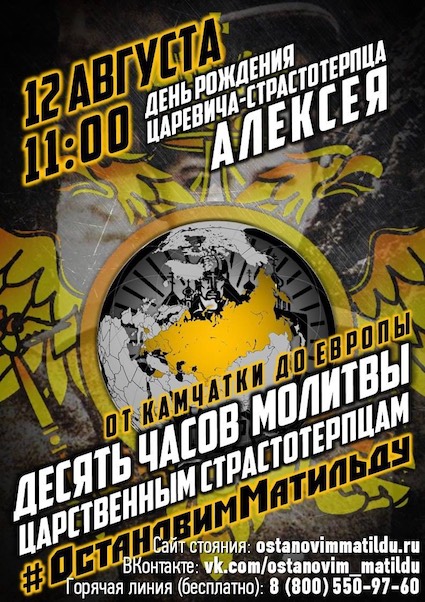 12 АВГУСТА
11:00
ДЕНЬ РОЖДЕНИЯ
ЦАРЕВИЧА-СТРАСТОТЕРПЦА
АЛЕКСЕЯ
ОТ КАМЧАТКИ ДО ЕВРОПЫ
ДЕСЯТЬ ЧАСОВ МОЛИТВЫ
ЦАРСТВЕННЫМ СТРАСТОТЕРПЦАМ
#ОСТАНОВИММАТИЛЬДУ
Сайт стояния: ostanovimmatildu.ru
ВКонтакте: vk.com/ostanovim_matildu
Горячая линия (бесплатно): 8 (800) 550-97-60